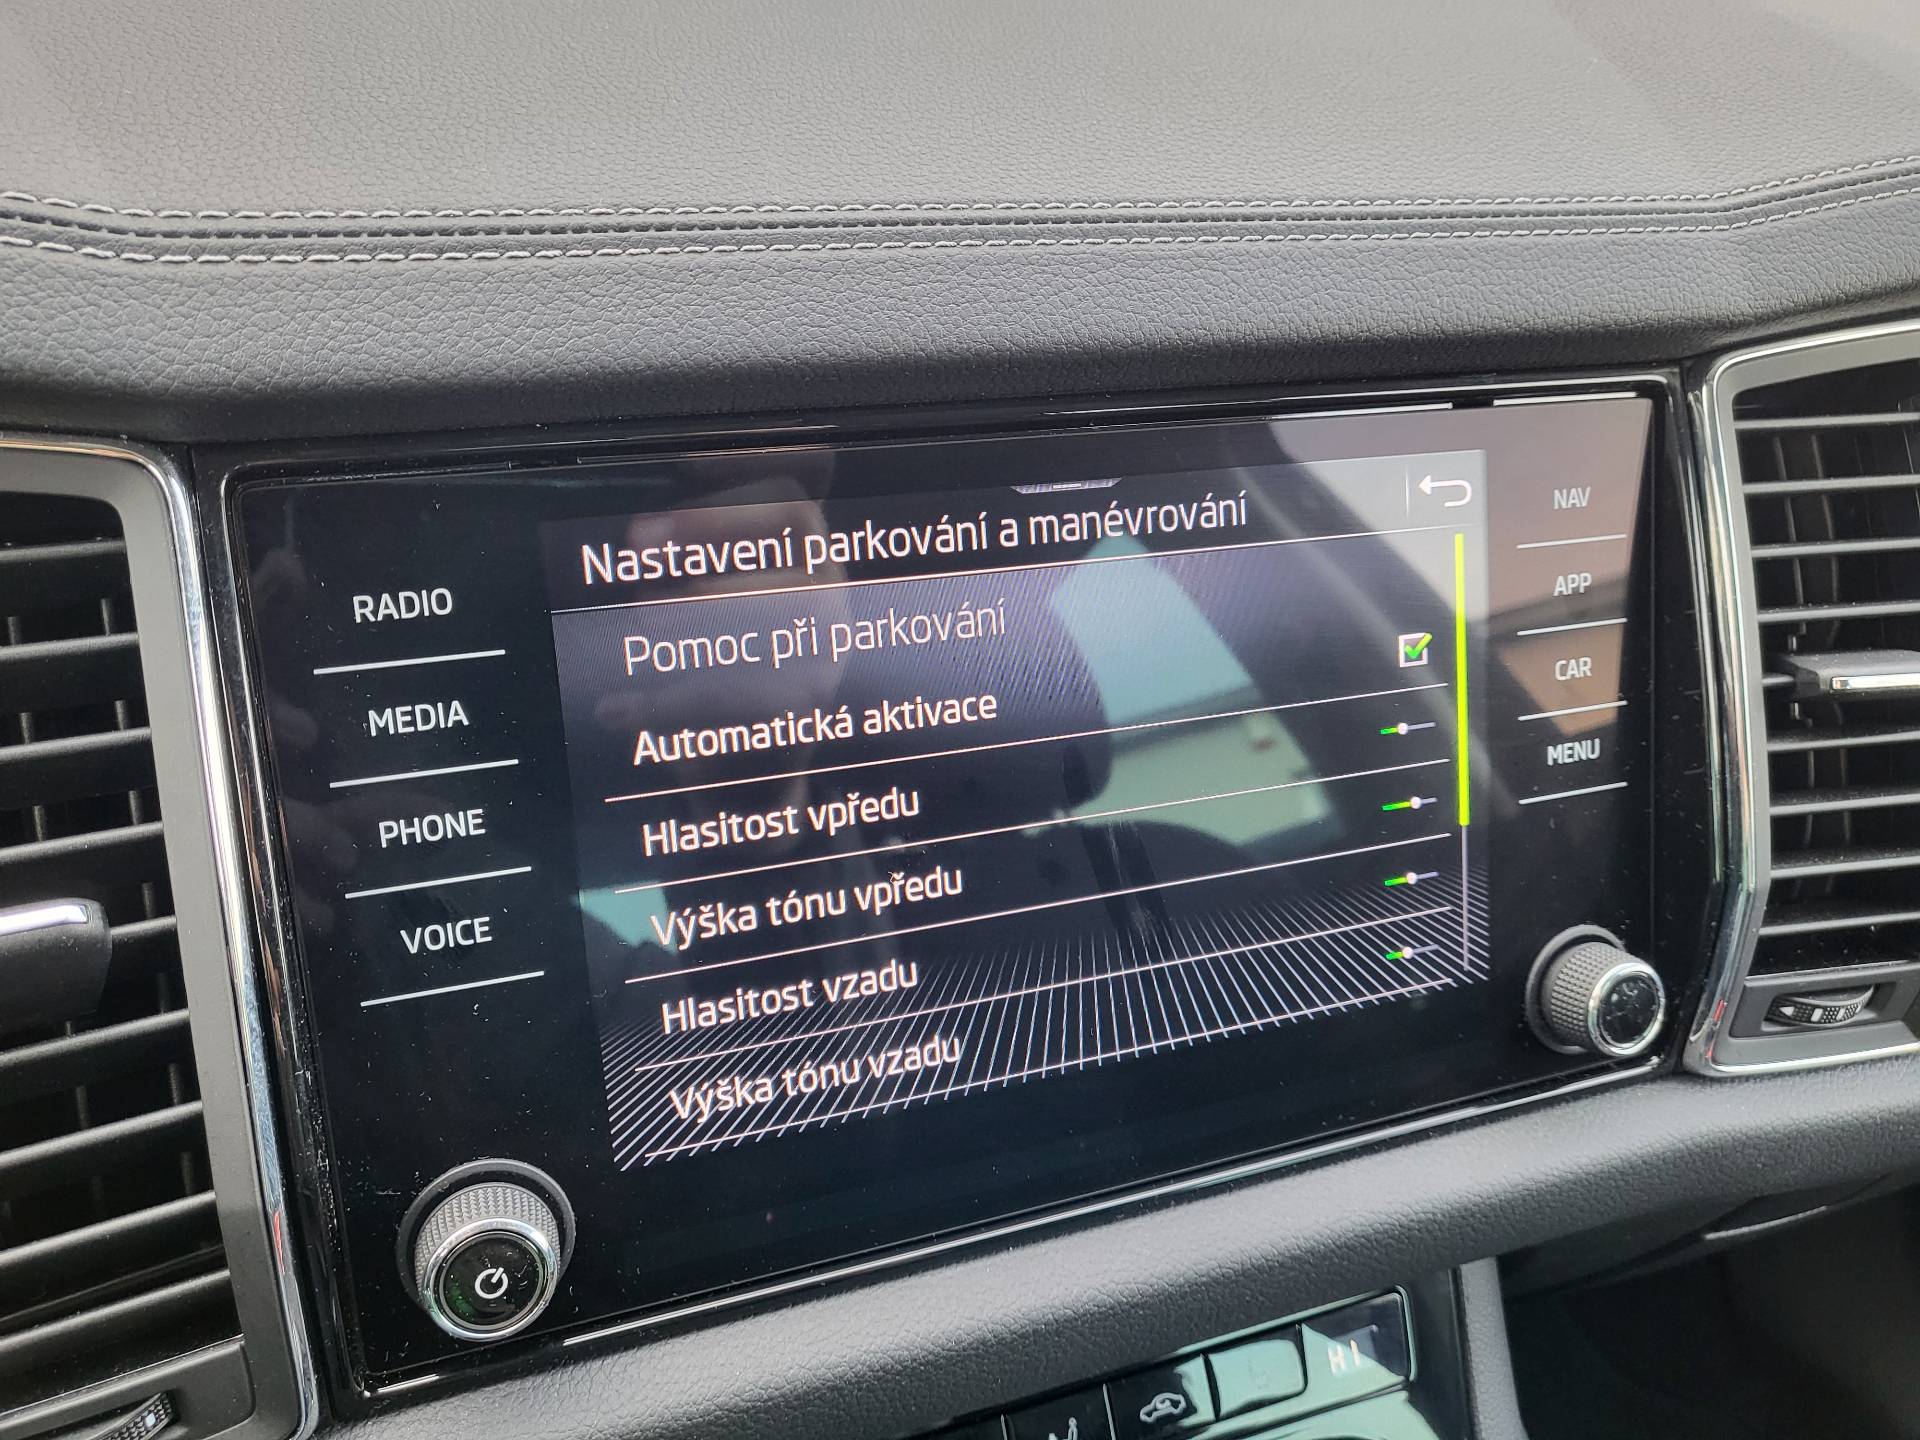 RADIO
MEDIA
PHONE
VOICE
Nastavení parkování a manévrování
Pomoc při parkování
Automatická aktivace
Hlasitost vpředu
Výška tónu vpředu
Hlasitost vzadu
Výška tónu vzadu
NAV
APP
CAR
MENU
HI